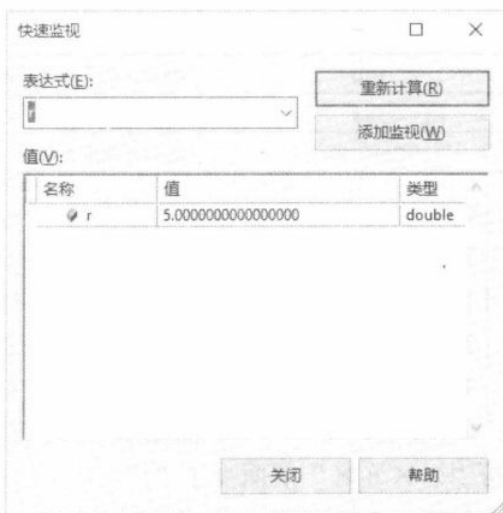 快速监视
表达式(E):
重新计算(R)
r
添加监视(W)
值(V):
名称 值 类型
r 5.0000000000000000 double
关闭 帮助